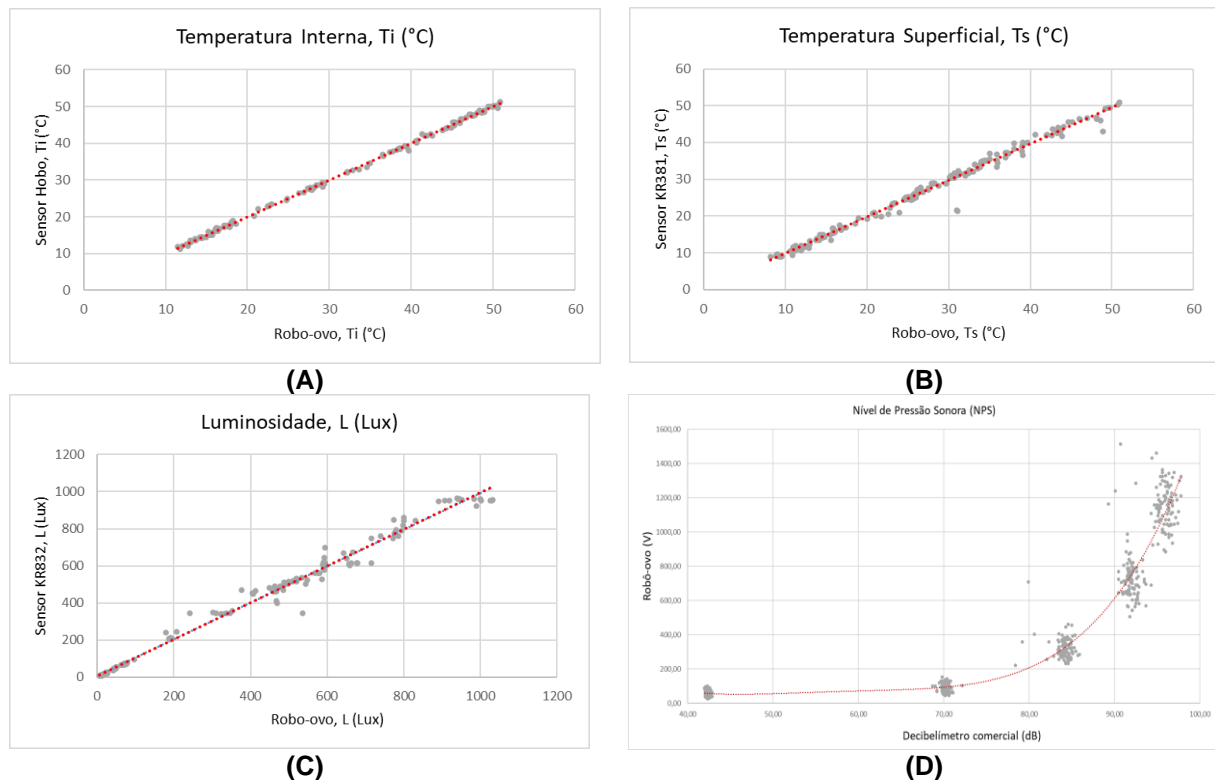 Temperatura Interna, Ti (°C)
Sensor Hobo, Ti (°C)
60
50
40
30
20
10
0
0 10 20 30 40 50 60
Robo-ovo, Ti (°C)
(A)
Temperatura Superficial, Ts (°C)
Sensor KR381, Ts (°C)
60
50
40
30
20
10
0
0 10 20 30 40 50 60
Robo-ovo, Ts (°C)
(B)
Luminosidade, L (Lux)
Sensor KR832, L (Lux)
1200
1000
800
600
400
200
0
0 200 400 600 800 1000 1200
Robo-ovo, L (Lux)
(C)
Nível de Pressão Sonora (NPS)
Robô-ovo (V)
1600,00
1400,00
1200,00
1000,00
800,00
600,00
400,00
200,00
0,00
40,00 50,00 60,00 70,00 80,00 90,00 100,00
Decibelímetro comercial (dB)
(D)